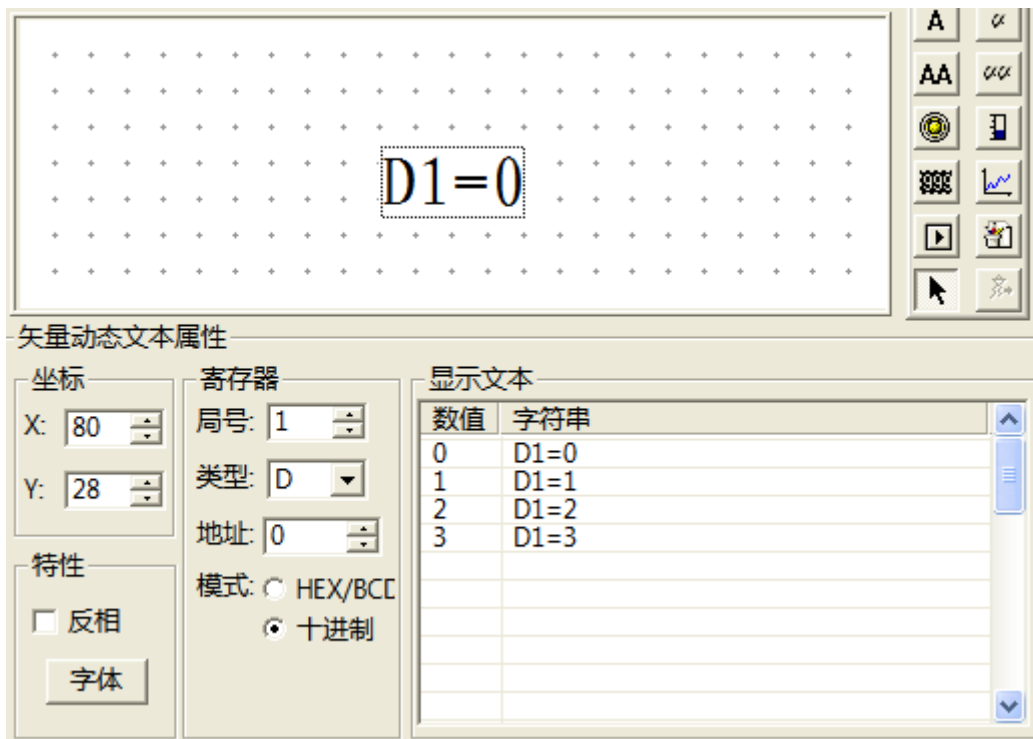 A
AA
D1=0
矢量动态文本属性
坐标
X: 80
Y: 28
特性
反相
字体
寄存器
局号: 1
类型: D
地址: 0
模式: HEX/BCD
十进制
显示文本
数值 字符串
0 D1=0
1 D1=1
2 D1=2
3 D1=3